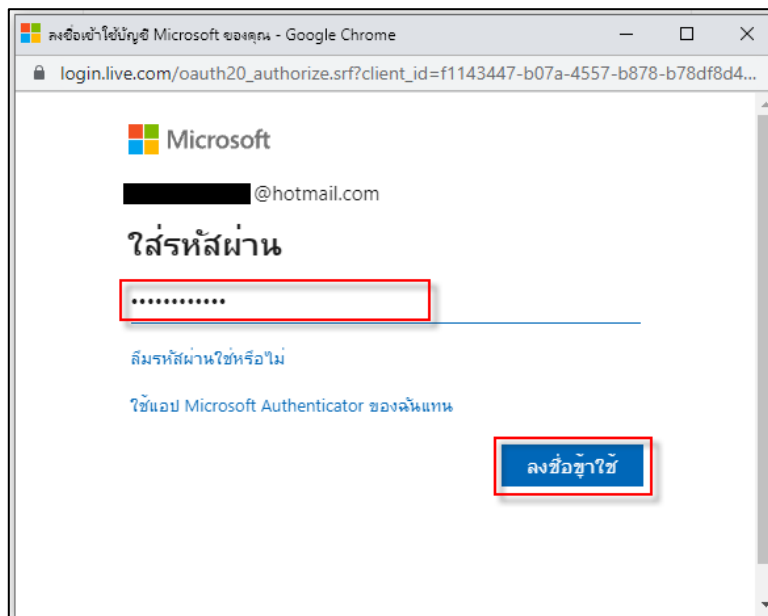 ลงชื่อเข้าใช้บัญชี Microsoft ของคุณ - Google Chrome
login.live.com/oauth20_authorize.srf?client_id=f1143447-b07a-4557-b878-b78df8d4...
Microsoft
@hotmail.com
ใส่รหัสผ่าน
••••••••••••
ลืมรหัสผ่านใช่หรือไม่
ใช้แอป Microsoft Authenticator ของฉันแทน
ลงชื่อเข้าใช้